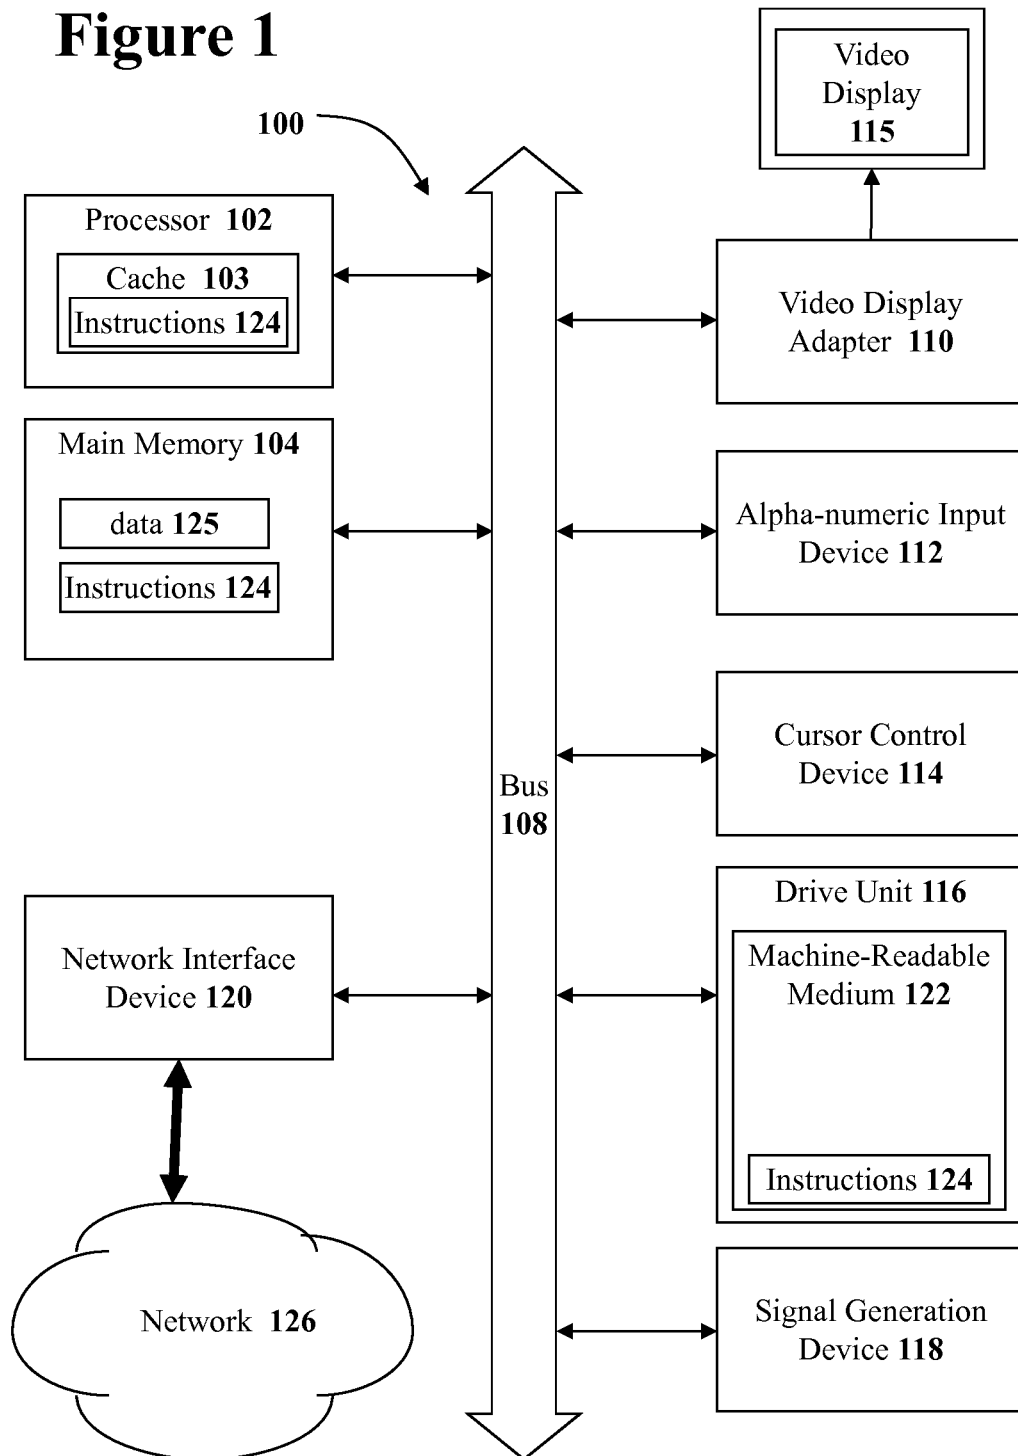 Figure 1
100
Processor 102
Cache 103
Instructions 124
Main Memory 104
data 125
Instructions 124
Network Interface
Device 120
Network 126
Bus
108
Video
Display
115
Video Display
Adapter 110
Alpha-numeric Input
Device 112
Cursor Control
Device 114
Drive Unit 116
Machine-Readable
Medium 122
Instructions 124
Signal Generation
Device 118